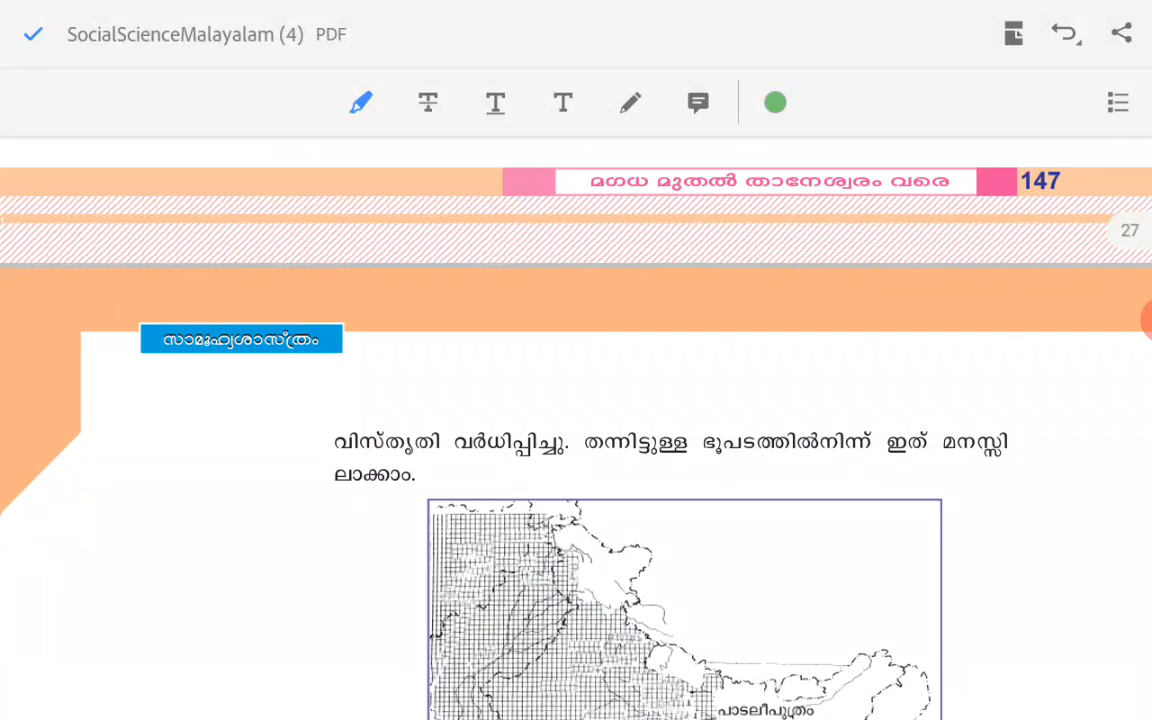 SocialScienceMalayalam (4) PDF
മഗധ മുതൽ താനേശ്വരം വരെ 147
27
സാമൂഹ്യശാസ്ത്രം
വിസ്തൃതി വർധിപ്പിച്ചു. തന്നിട്ടുള്ള ഭൂപടത്തിൽനിന്ന് ഇത് മനസ്സി
ലാക്കാം.
പാടലീപുത്രം